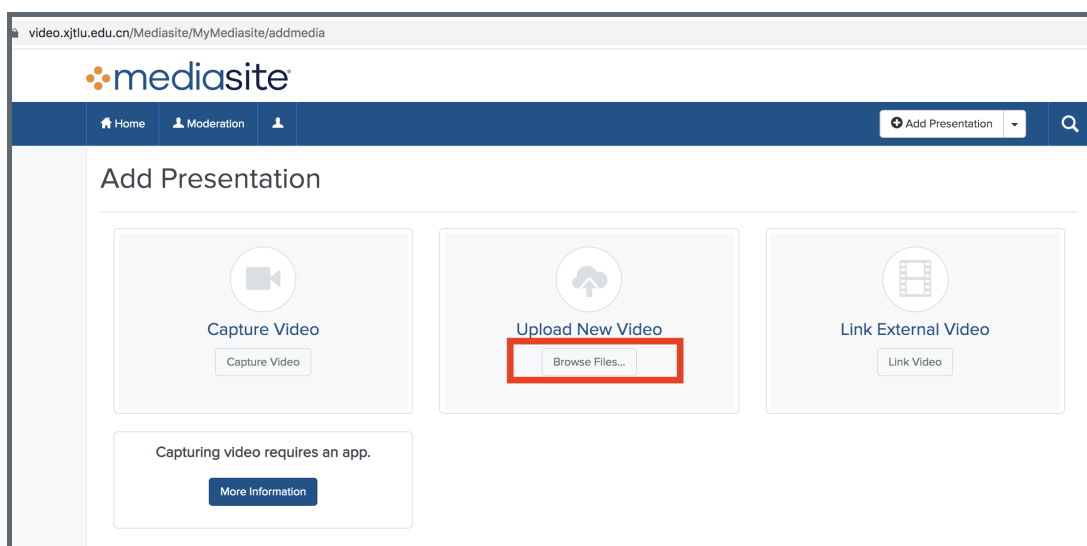 video.xjtlu.edu.cn/Mediasite/MyMediasite/addmedia
mediasite
Home Moderation Add Presentation
Add Presentation
Capture Video Upload New Video Link External Video
Capture Video Browse Files... Link Video
Capturing video requires an app.
More Information